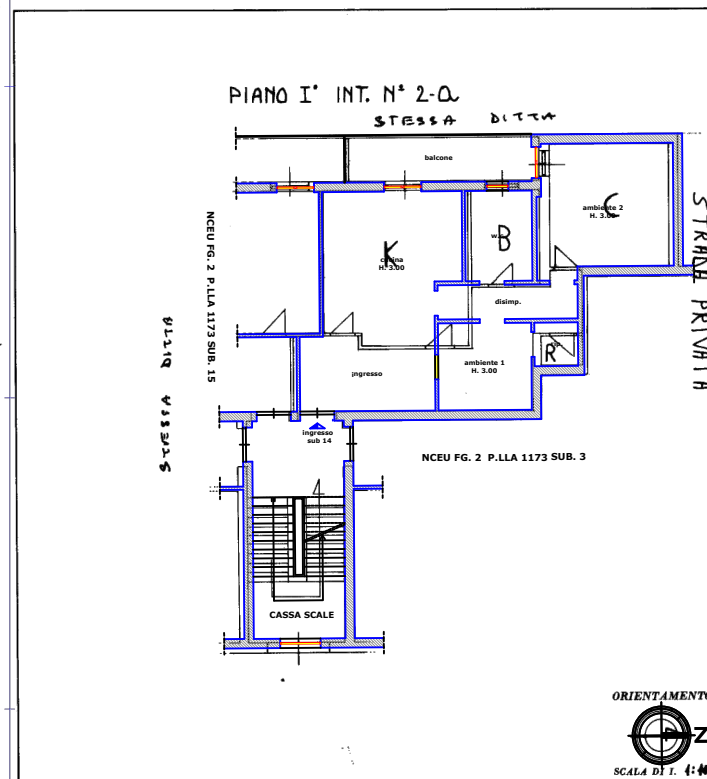 PIANO I° INT. N° 2-a
STESSA DITTA
balcone
ambiente 2
H. 3.00
C
STRADA PRIVATA
NCEU FG. 2 P.LLA 1173 SUB. 15
K
cucina
H. 3.00
B
disimp.
STESSA DITTA
ingresso
ambiente 1
H. 3.00
R
ingresso
sub 14
NCEU FG. 2 P.LLA 1173 SUB. 3
CASSA SCALE
ORIENTAMENTO
Z
SCALA DI 1: